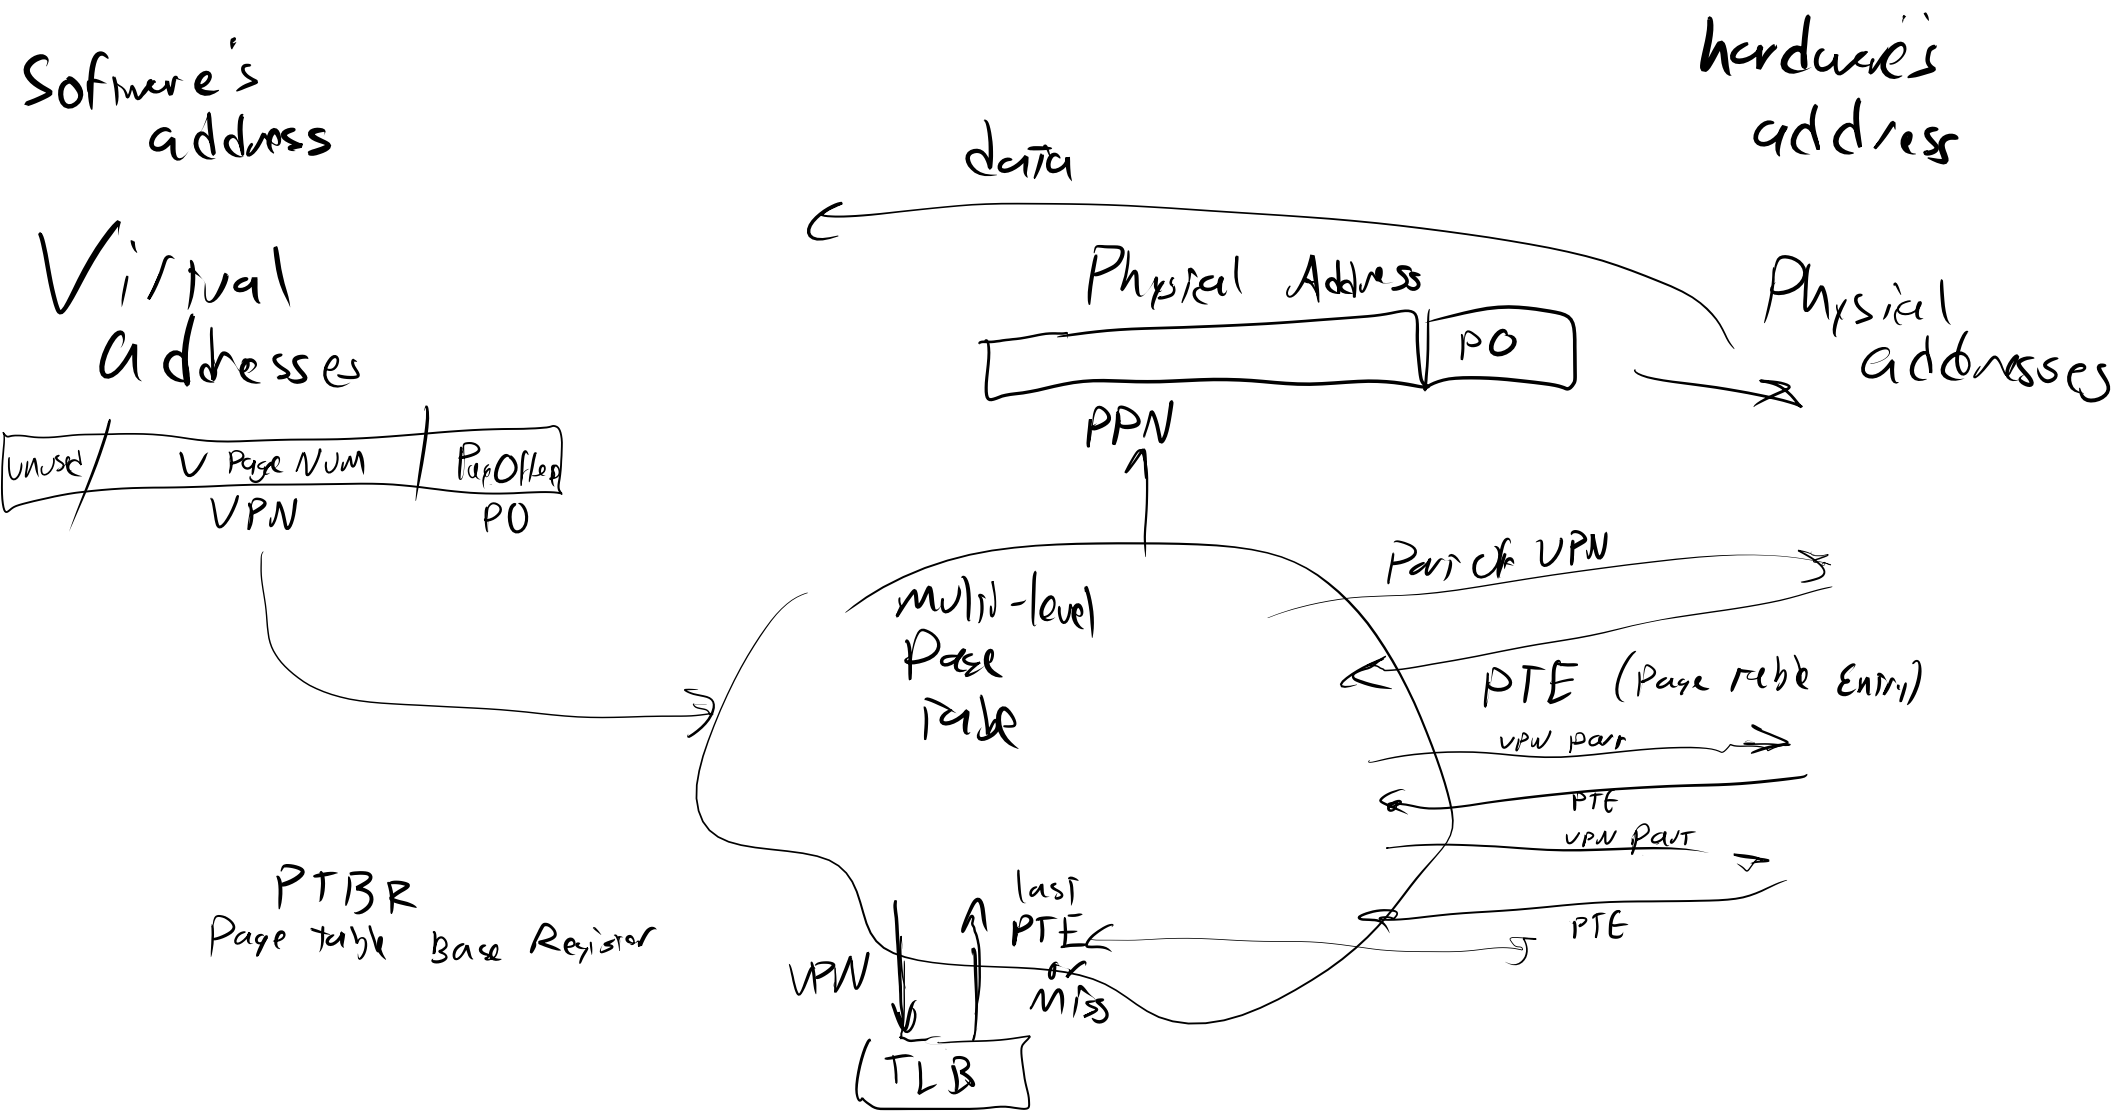 Software's
address
hardware's
address
data
Virtual
addresses
Physical Address
PO
Physical
addresses
PPN
unused
V Page Num
VPN
PO
Part of VPN
multi-level
Page
table
PTE (Page table Entry)
VPN part
PTE
VPN part
PTE
PTBR
Page table Base Register
last
PTE
or
Miss
VPN
TLB